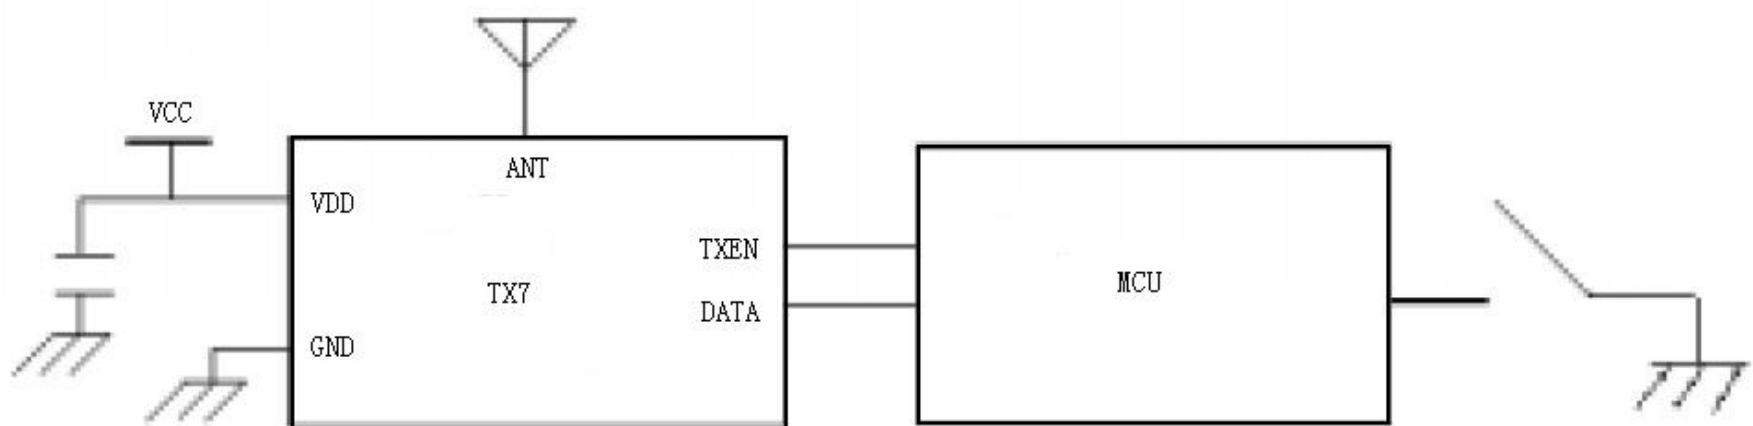 VCC
ANT
VDD
TXEN
TX7
MCU
DATA
GND